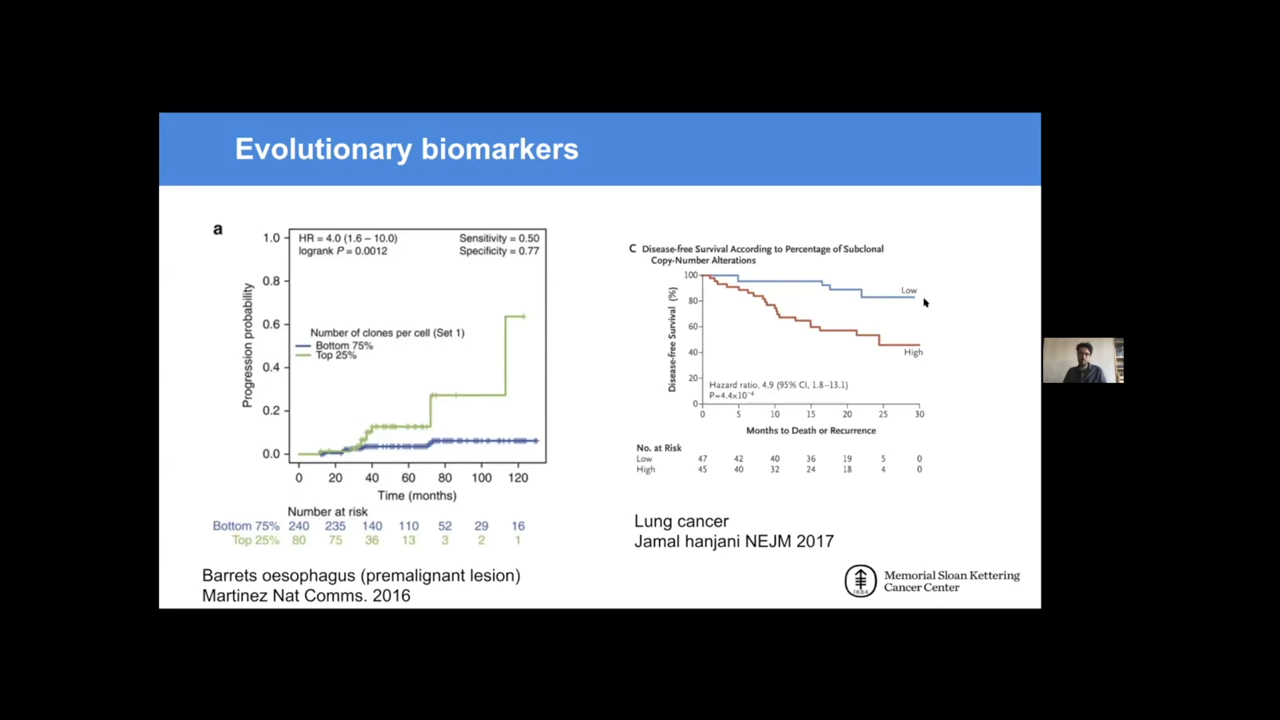 Evolutionary biomarkers
a
HR = 4.0 (1.6 – 10.0)
logrank P = 0.0012
Sensitivity = 0.50
Specificity = 0.77
Number of clones per cell (Set 1)
Bottom 75%
Top 25%
Progression probability
1.0
0.8
0.6
0.4
0.2
0.0
0 20 40 60 80 100 120
Time (months)
Number at risk
Bottom 75% 240 235 140 110 52 29 16
Top 25% 80 75 36 13 3 2 1
Barrets oesophagus (premalignant lesion)
Martinez Nat Comms. 2016
C Disease-free Survival According to Percentage of Subclonal
Copy-Number Alterations
Disease-free Survival (%)
100
80
60
40
20
0
Low
High
Hazard ratio, 4.9 (95% CI, 1.8–13.1)
P=4.4×10⁻⁴
0 5 10 15 20 25 30
Months to Death or Recurrence
No. at Risk
Low 47 42 40 36 19 5 0
High 45 40 32 24 18 4 0
Lung cancer
Jamal hanjani NEJM 2017
1884
Memorial Sloan Kettering
Cancer Center